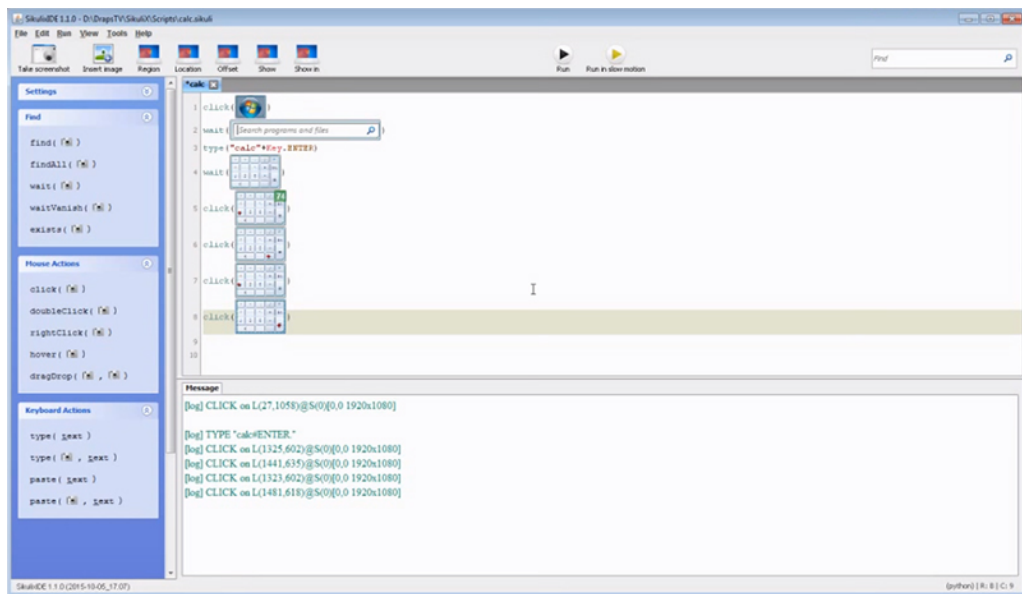 SikulixIDE 1.1.0 - D:\DrapsTV\SikuliX\Scripts\calc.sikuli
File Edit Run View Tools Help
Take screenshot Insert image Region Location Offset Show Show in Run Run in slow motion Find
Settings
Find
find( )
findAll( )
wait( )
waitVanish( )
exists( )
Mouse Actions
click( )
doubleClick( )
rightClick( )
hover( )
dragDrop( , )
Keyboard Actions
type( text )
type( , text )
paste( text )
paste( , text )
*calc
1 click( )
2 wait( Search programs and files )
3 type("calc"+Key.ENTER)
4 wait( )
5 click( )
6 click( )
7 click( )
8 click( )
9
10
Message
[log] CLICK on L(27,1058)@S(0)[0,0 1920x1080]
[log] TYPE "calc#ENTER."
[log] CLICK on L(1325,602)@S(0)[0,0 1920x1080]
[log] CLICK on L(1441,635)@S(0)[0,0 1920x1080]
[log] CLICK on L(1323,602)@S(0)[0,0 1920x1080]
[log] CLICK on L(1481,618)@S(0)[0,0 1920x1080]
SikulixIDE 1.1.0 (2015-10-05_17:07)
(python) | R: 8 | C: 9